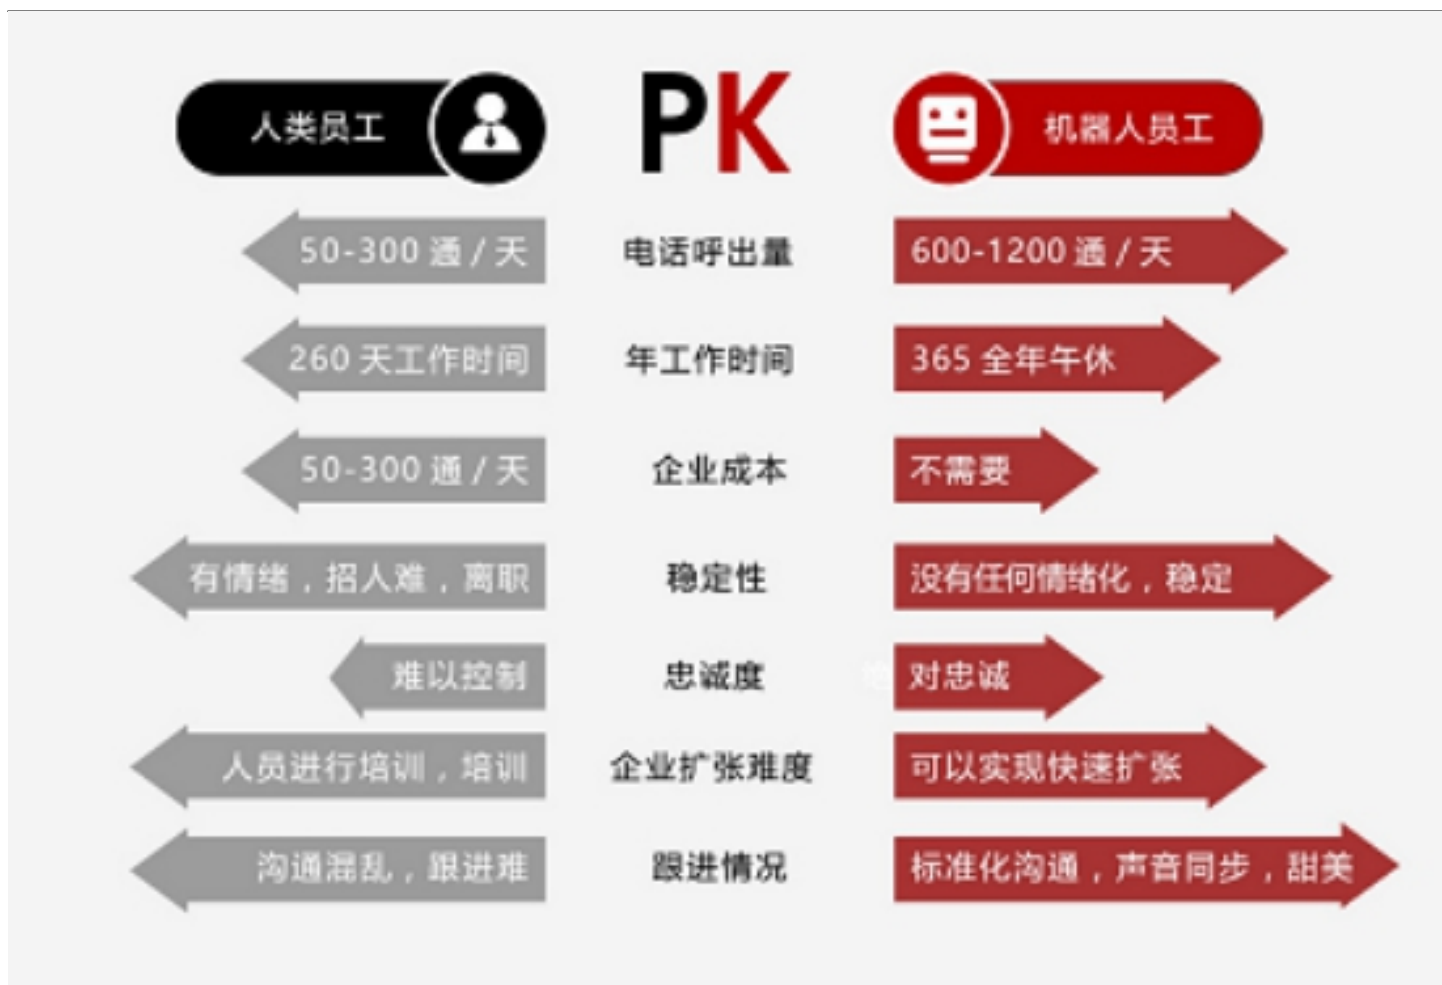 人类员工
PK
机器人员工
50-300 通 / 天
电话呼出量
600-1200 通 / 天
260 天工作时间
年工作时间
365 全年午休
50-300 通 / 天
企业成本
不需要
有情绪，招人难，离职
稳定性
没有任何情绪化，稳定
难以控制
忠诚度
绝对忠诚
人员进行培训，培训
企业扩张难度
可以实现快速扩张
沟通混乱，跟进难
跟进情况
标准化沟通，声音同步，甜美